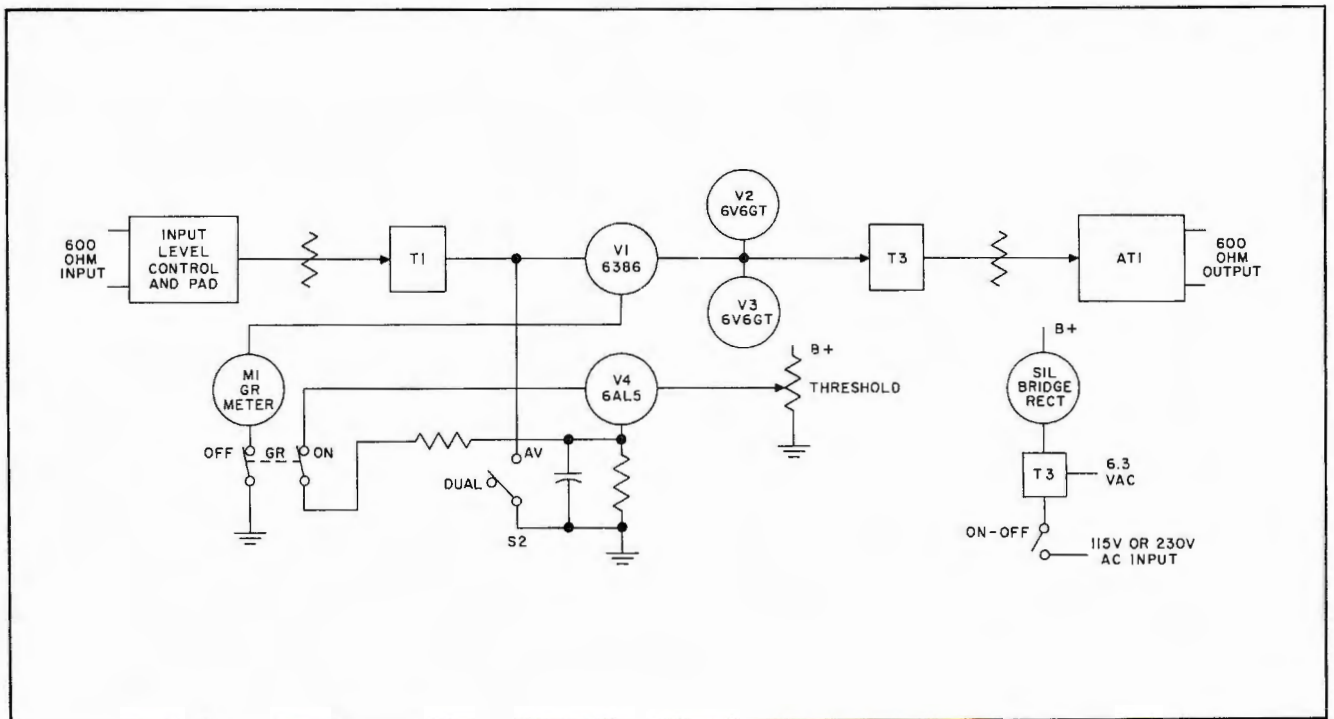 600
OHM
INPUT
INPUT
LEVEL
CONTROL
AND PAD
T1
V1
6386
V2
6V6GT
V3
6V6GT
T3
AT1
600
OHM
OUTPUT
M1
GR
METER
OFF
GR
ON
V4
6AL5
B+
THRESHOLD
AV
DUAL
S2
B+
SIL
BRIDGE
RECT
T3
6.3
VAC
ON-OFF
115V OR 230V
AC INPUT